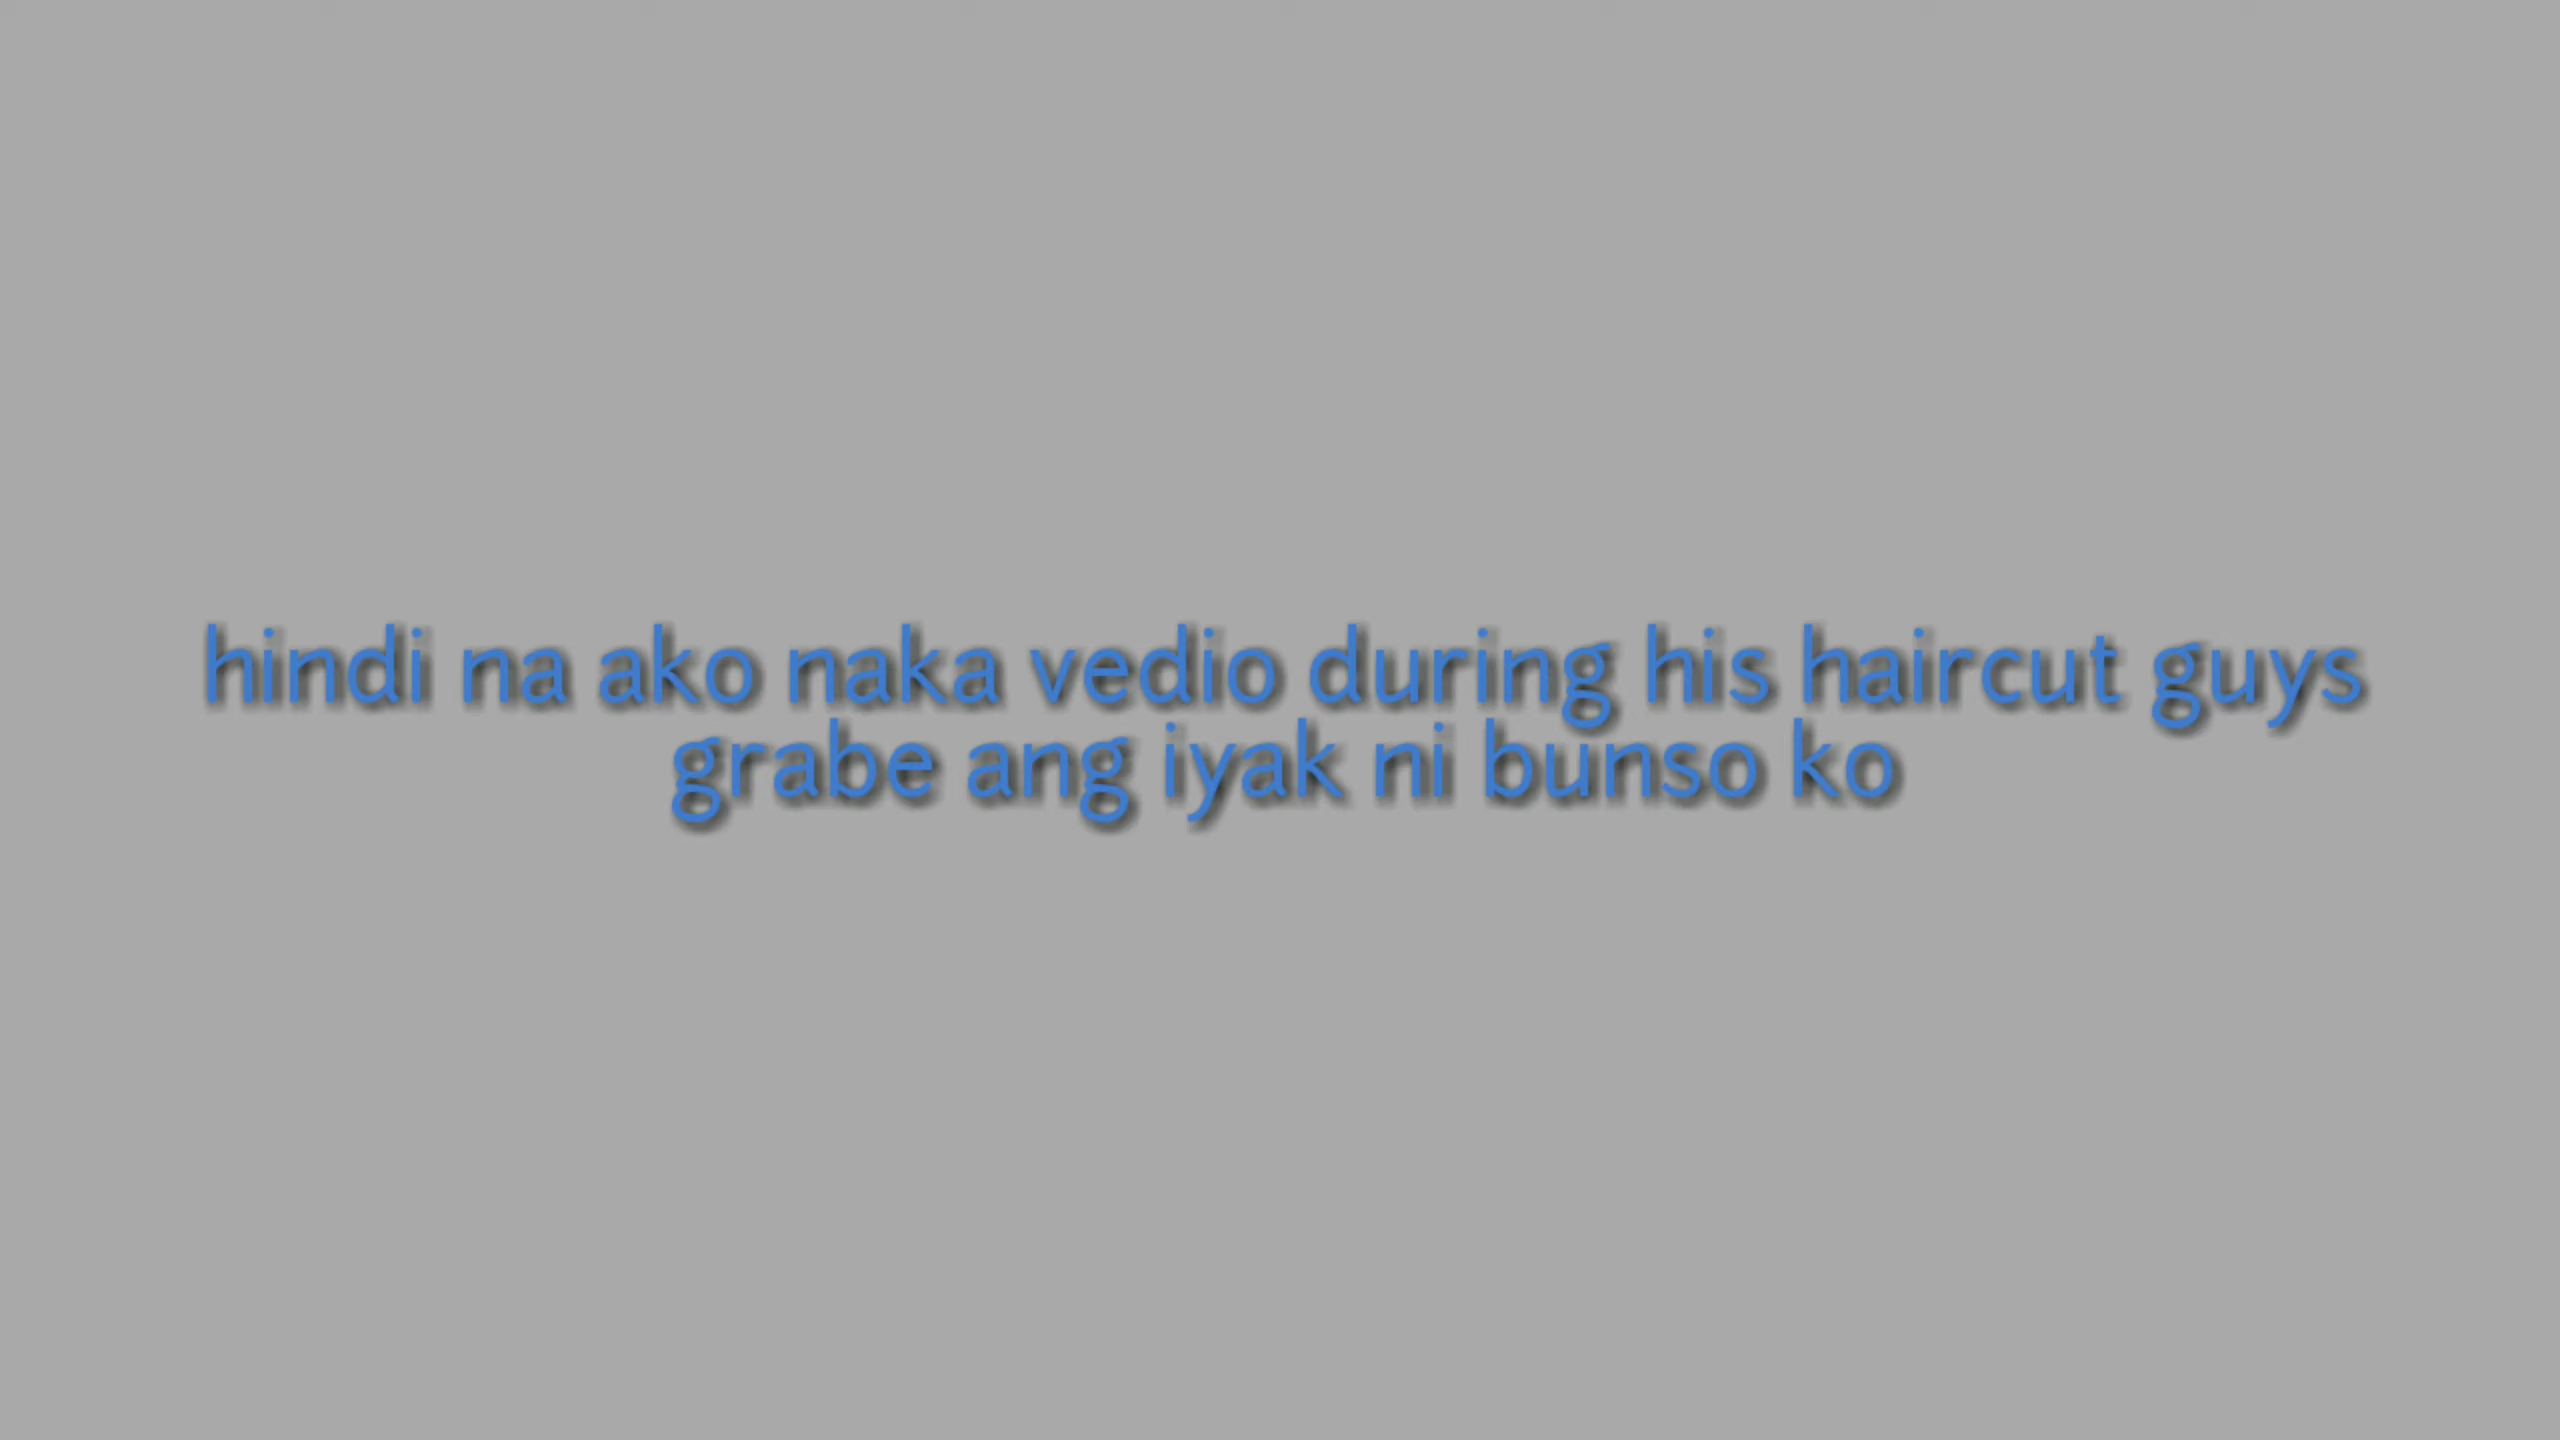 hindi na ako naka vedio during his haircut guys
grabe ang iyak ni bunso ko